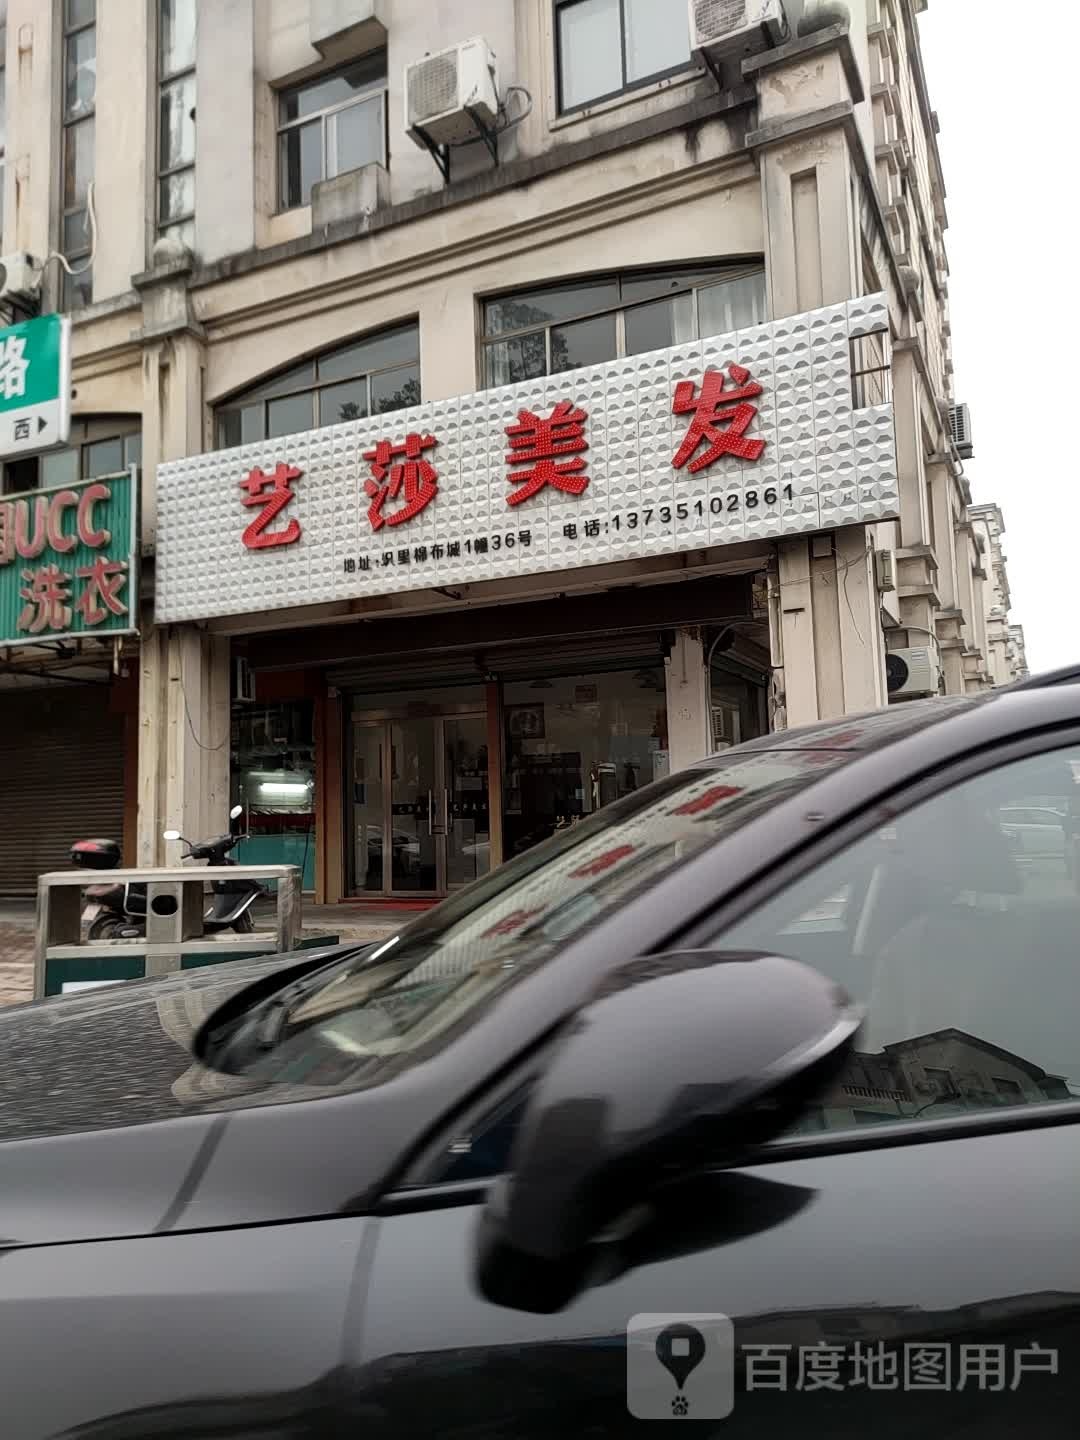 路
西
UCC
洗衣
艺莎美发
地址:织里棉布城1幢36号 电话:13735102861
百度地图用户